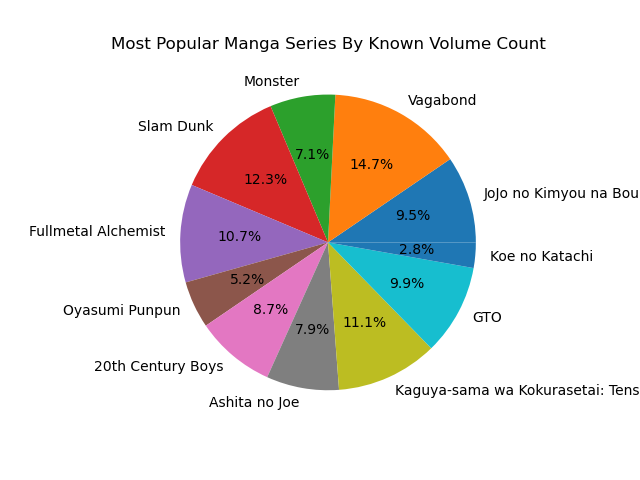 Most Popular Manga Series By Known Volume Count
Monster
Vagabond
Slam Dunk
JoJo no Kimyou na Bou
Fullmetal Alchemist
Koe no Katachi
Oyasumi Punpun
GTO
20th Century Boys
Kaguya-sama wa Kokurasetai: Tens
Ashita no Joe
7.1%
14.7%
12.3%
9.5%
10.7%
2.8%
5.2%
9.9%
8.7%
11.1%
7.9%